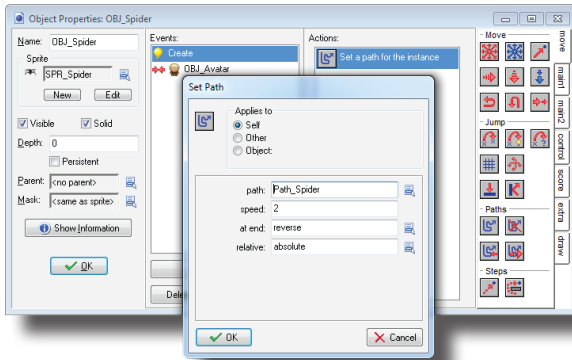 Object Properties: OBJ_Spider
Name: OBJ_Spider
Sprite
SPR_Spider
New Edit
Visible Solid
Depth: 0
Persistent
Parent: <no parent>
Mask: <same as sprite>
Show Information
OK
Events:
Create
OBJ_Avatar
Dele
Actions:
Set a path for the instance
Set Path
Applies to
Self
Other
Object:
path: Path_Spider
speed: 2
at end: reverse
relative: absolute
OK Cancel
Move
Jump
Paths
Steps
move
main1
main2
control
score
extra
draw